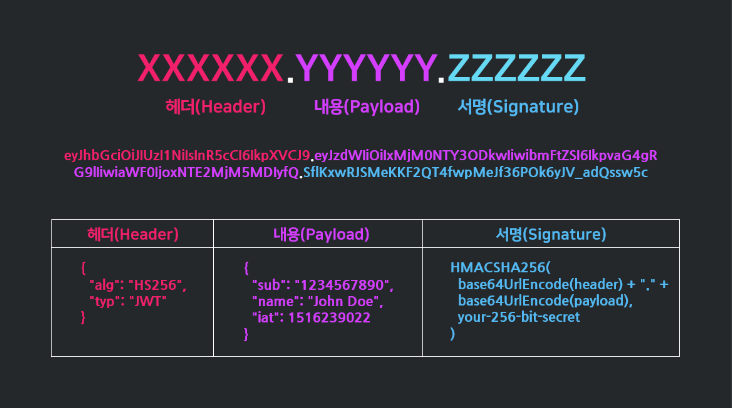 XXXXXX.YYYYYY.ZZZZZZ
헤더(Header) 내용(Payload) 서명(Signature)
eyJhbGciOiJIUzI1NiIsInR5cCI6IkpXVCJ9.eyJzdWIiOiIxMjM0NTY3ODkwIiwibmFtZSI6IkpvaG4gR
G9lIiwiaWF0IjoxNTE2MjM5MDIyfQ.SflKxwRJSMeKKF2QT4fwpMeJf36POk6yJV_adQssw5c
헤더(Header) 내용(Payload) 서명(Signature)
{
"alg": "HS256",
"typ": "JWT"
}
{
"sub": "1234567890",
"name": "John Doe",
"iat": 1516239022
}
HMACSHA256(
base64UrlEncode(header) + "." +
base64UrlEncode(payload),
your-256-bit-secret
)